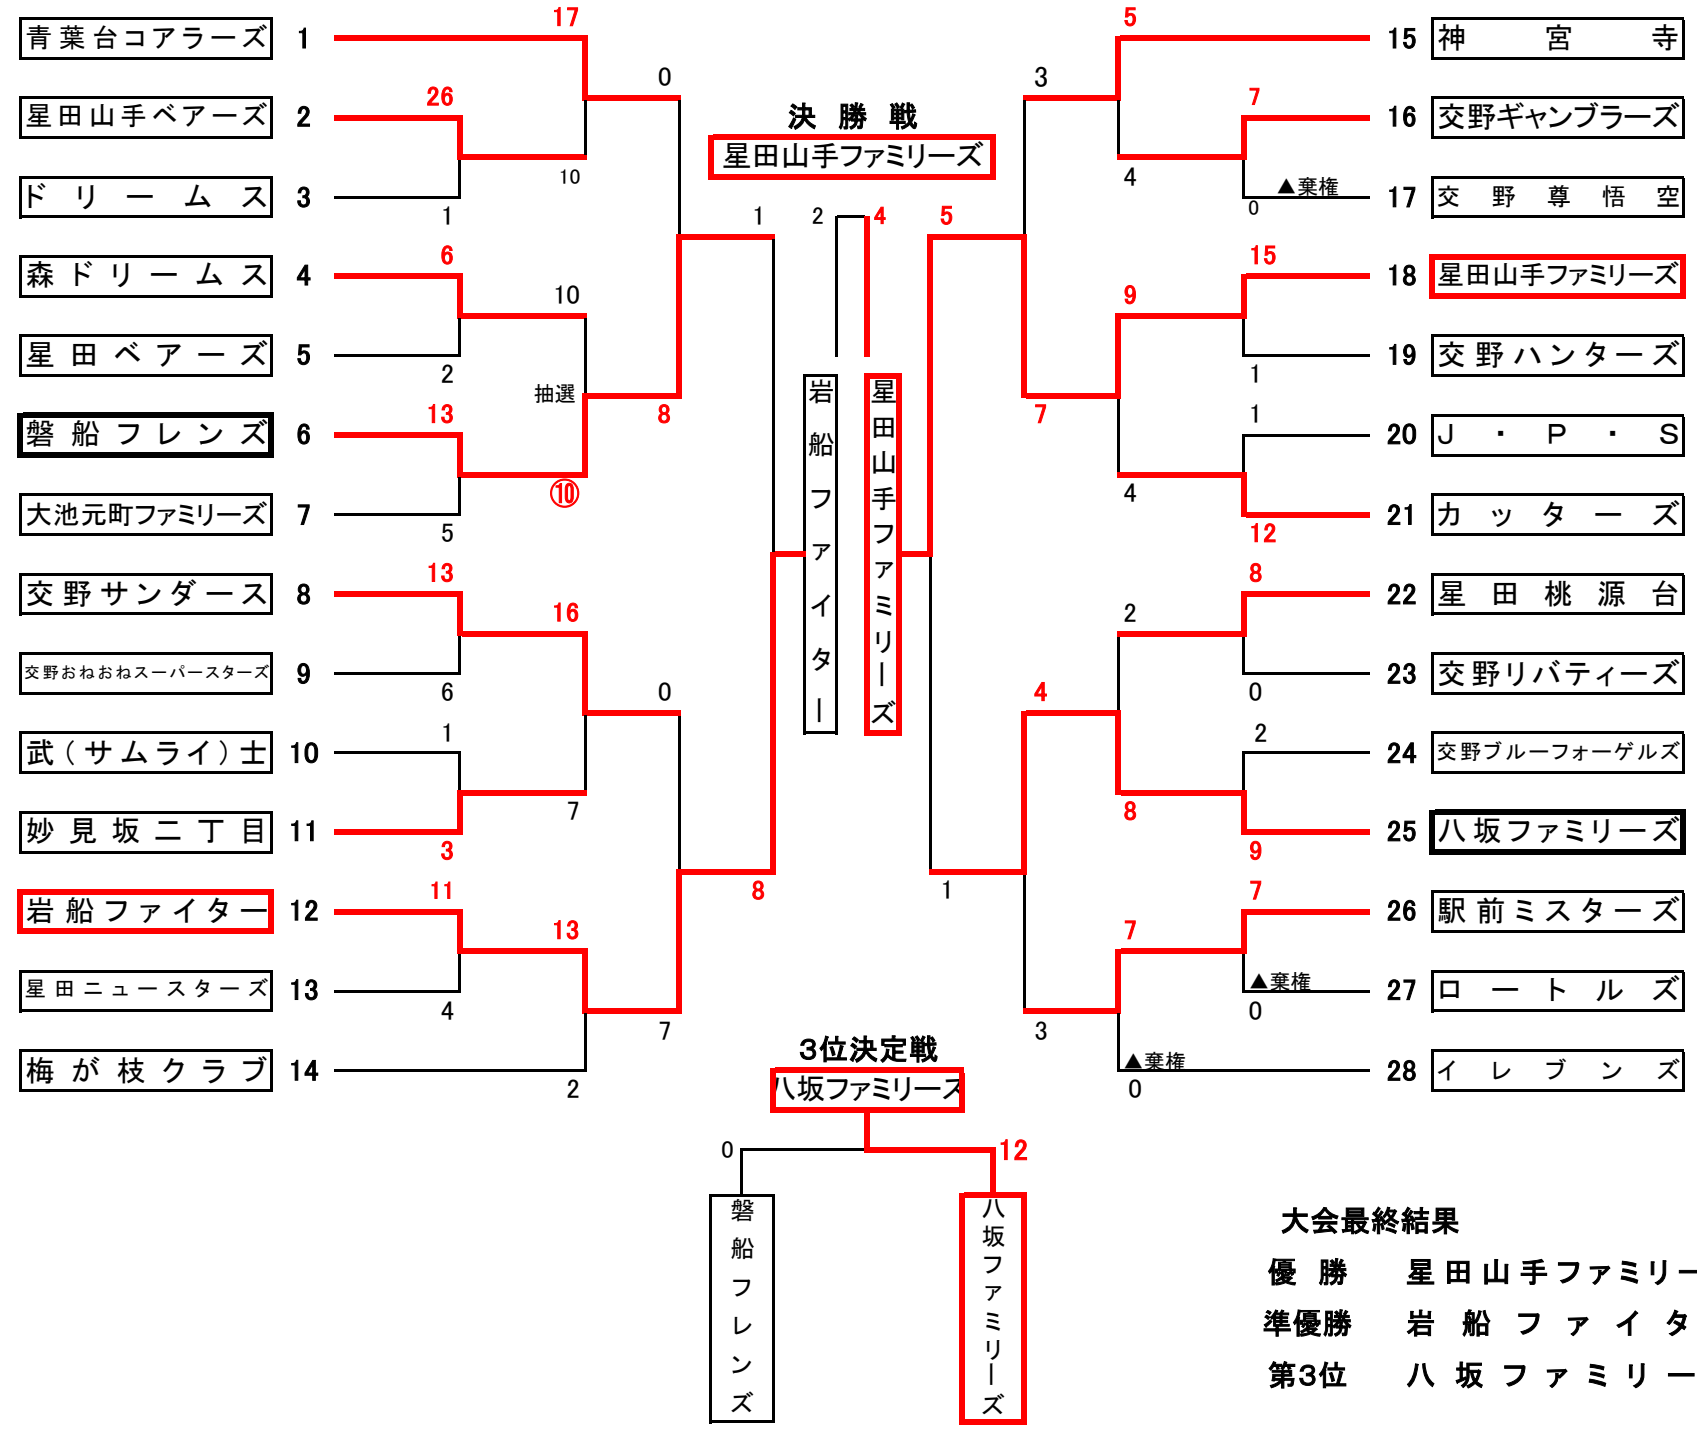 17
5
青葉台コアラーズ 1
15 神宮寺
0
3
26
7
決勝戦
星田山手ベアーズ 2
16 交野ギャンブラーズ
星田山手ファミリーズ
10
4
▲棄権
ドリームス 3
17 交野尊悟空
1
1
2
4
5
0
6
15
森ドリームス 4
18 星田山手ファミリーズ
10
9
星田ベアーズ 5
19 交野ハンターズ
2
1
抽選
13
8
7
1
磐船フレンズ 6
20 J・P・S
⑩
4
大池元町ファミリーズ 7
21 カッターズ
5
12
岩船ファイター
星田山手ファミリーズ
13
8
交野サンダース 8
22 星田桃源台
16
2
交野おねおねスーパースターズ 9
23 交野リバティーズ
6
0
4
0
1
2
武(サムライ)士 10
24 交野ブルーフォーゲルズ
7
8
妙見坂二丁目 11
25 八坂ファミリーズ
3
9
11
8
1
7
岩船ファイター 12
26 駅前ミスターズ
13
7
▲棄権
星田ニュースターズ 13
27 ロートルズ
4
0
7
3
3位決定戦
▲棄権
梅が枝クラブ 14
28 イレブンズ
2
0
八坂ファミリーズ
0
12
磐船フレンズ
八坂ファミリーズ
大会最終結果
優勝 星田山手ファミリー
準優勝 岩船ファイタ
第3位 八坂ファミリー